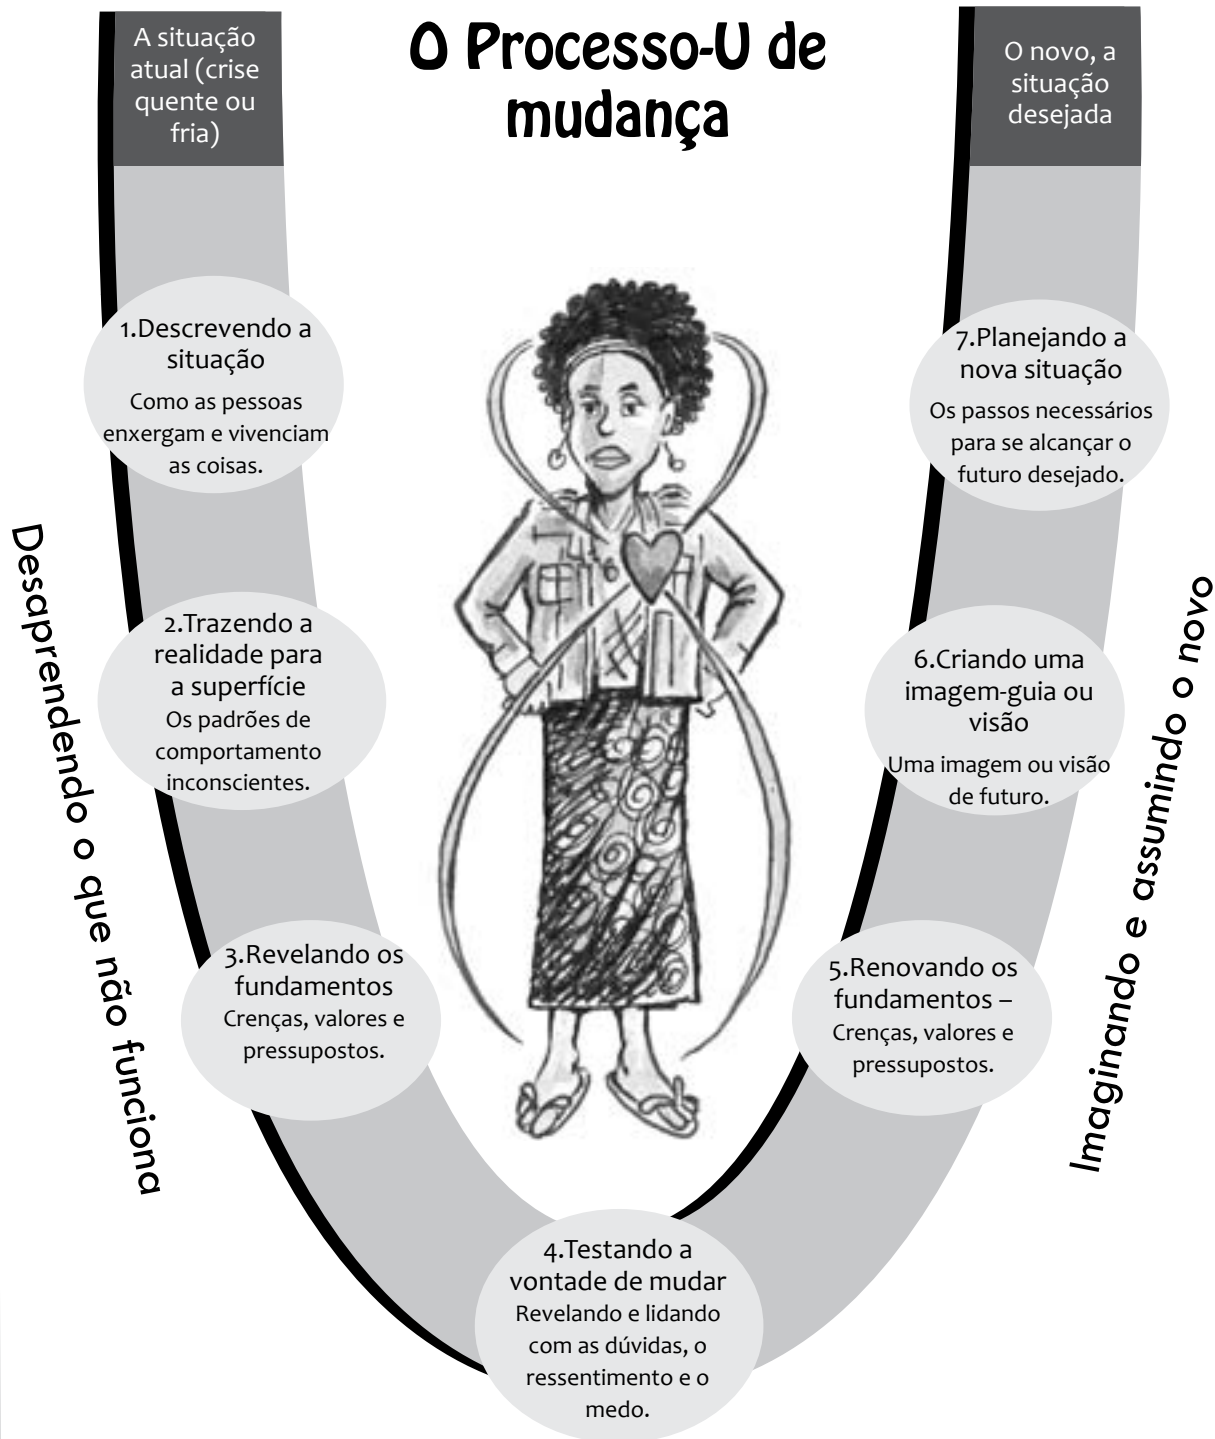 O Processo-U de
mudança
A situação
atual (crise
quente ou
fria)
1.Descrevendo a
situação
Como as pessoas
enxergam e vivenciam
as coisas.
2.Trazendo a
realidade para
a superfície
Os padrões de
comportamento
inconscientes.
3.Revelando os
fundamentos
Crenças, valores e
pressupostos.
4.Testando a
vontade de mudar
Revelando e lidando
com as dúvidas, o
ressentimento e o
medo.
5.Renovando os
fundamentos –
Crenças, valores e
pressupostos.
6.Criando uma
imagem-guia ou
visão
Uma imagem ou visão
de futuro.
7.Planejando a
nova situação
Os passos necessários
para se alcançar o
futuro desejado.
O novo, a
situação
desejada
Desaprendendo o que não funciona
Imaginando e assumindo o novo